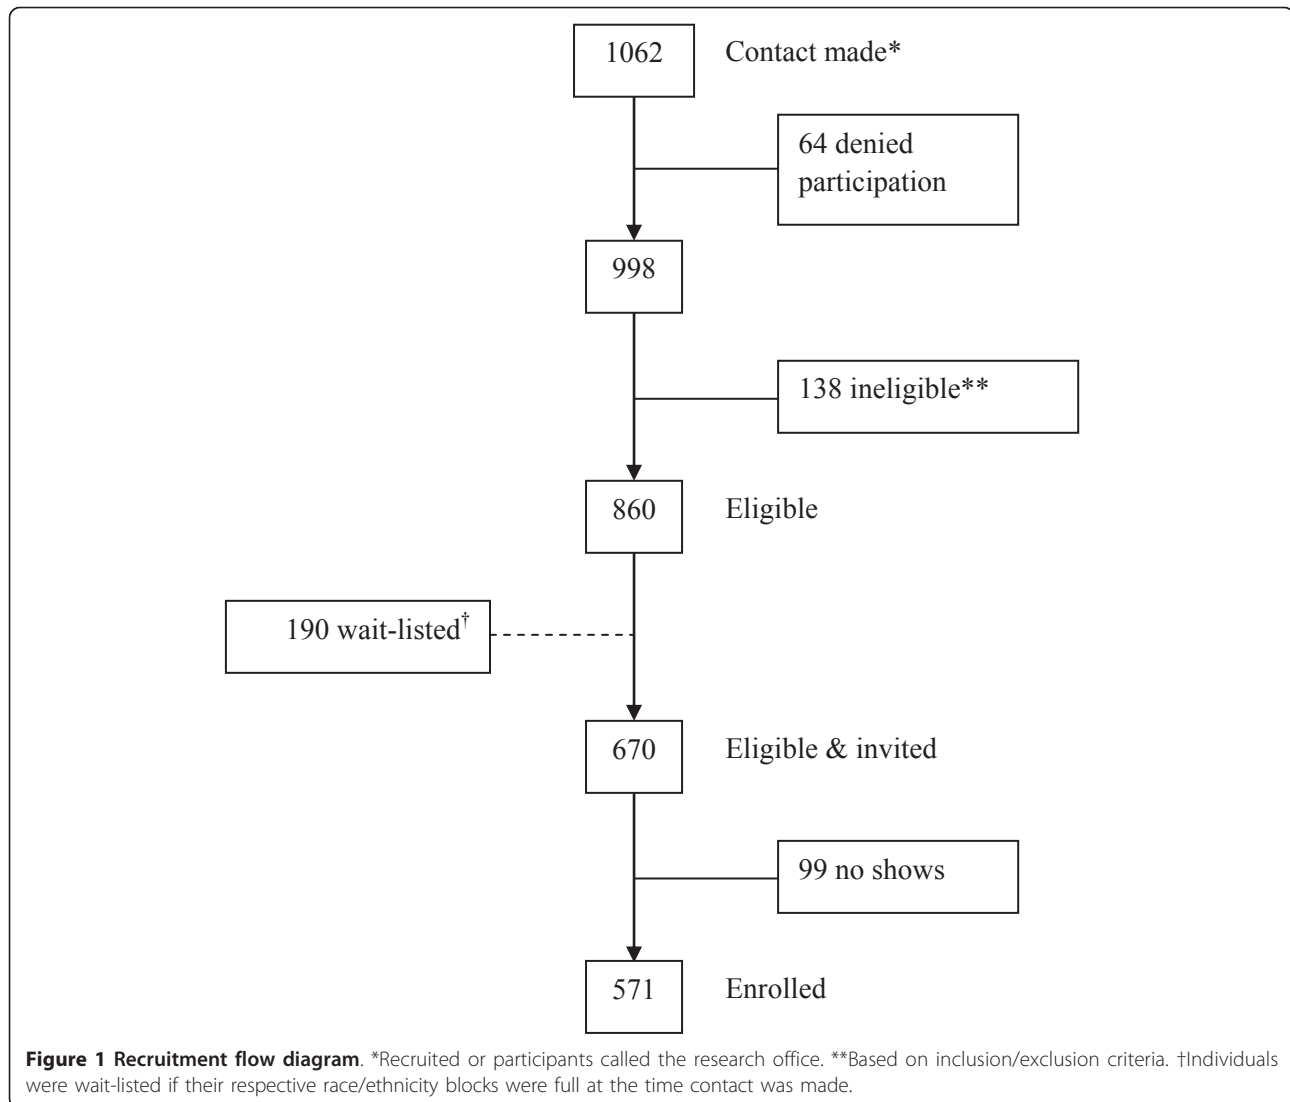 1062
Contact made*
64 denied
participation
998
138 ineligible**
860
Eligible
190 wait-listed†
670
Eligible & invited
99 no shows
571
Enrolled
Figure 1 Recruitment flow diagram. *Recruited or participants called the research office. **Based on inclusion/exclusion criteria. †Individuals
were wait-listed if their respective race/ethnicity blocks were full at the time contact was made.